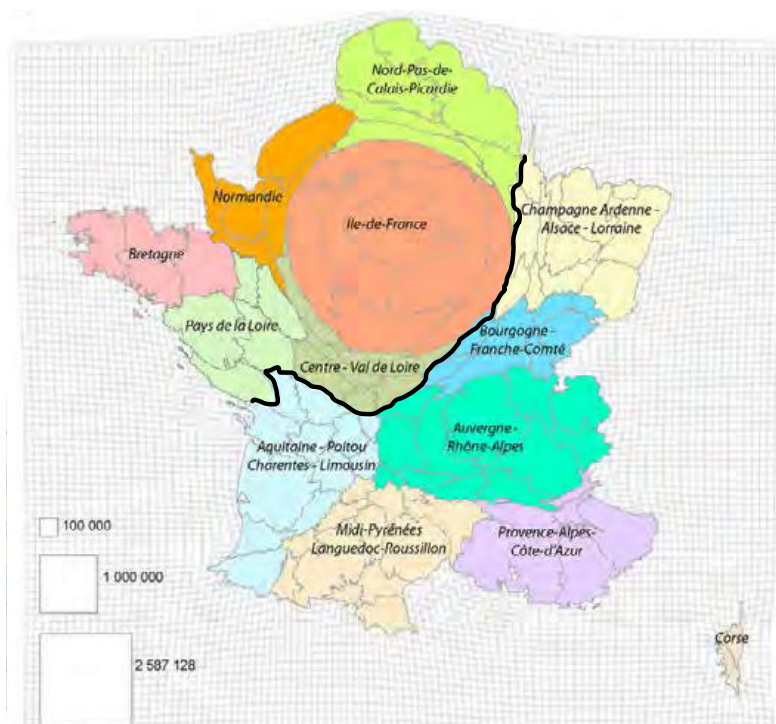 Nord-Pas-de-
Calais-Picardie
Normandie
Ile-de-France
Champagne Ardenne -
Alsace - Lorraine
Bretagne
Pays de la Loire
Bourgogne -
Franche-Comté
Centre - Val de Loire
Auvergne -
Rhône-Alpes
Aquitaine - Poitou
Charentes - Limousin
Midi-Pyrénées
Languedoc-Roussillon
Provence-Alpes-
Côte-d'Azur
100 000
1 000 000
2 587 128
Corse